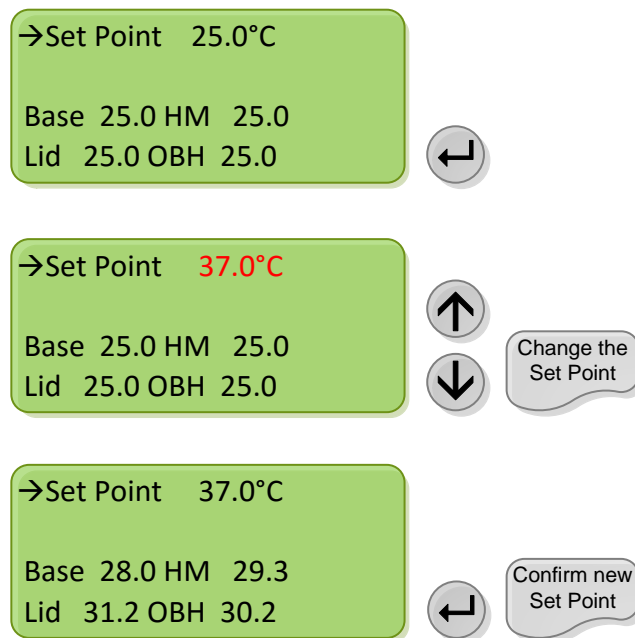 →Set Point 25.0°C
Base 25.0 HM 25.0
Lid 25.0 OBH 25.0
→Set Point 37.0°C
Base 25.0 HM 25.0
Lid 25.0 OBH 25.0
Change the
Set Point
→Set Point 37.0°C
Base 28.0 HM 29.3
Lid 31.2 OBH 30.2
Confirm new
Set Point